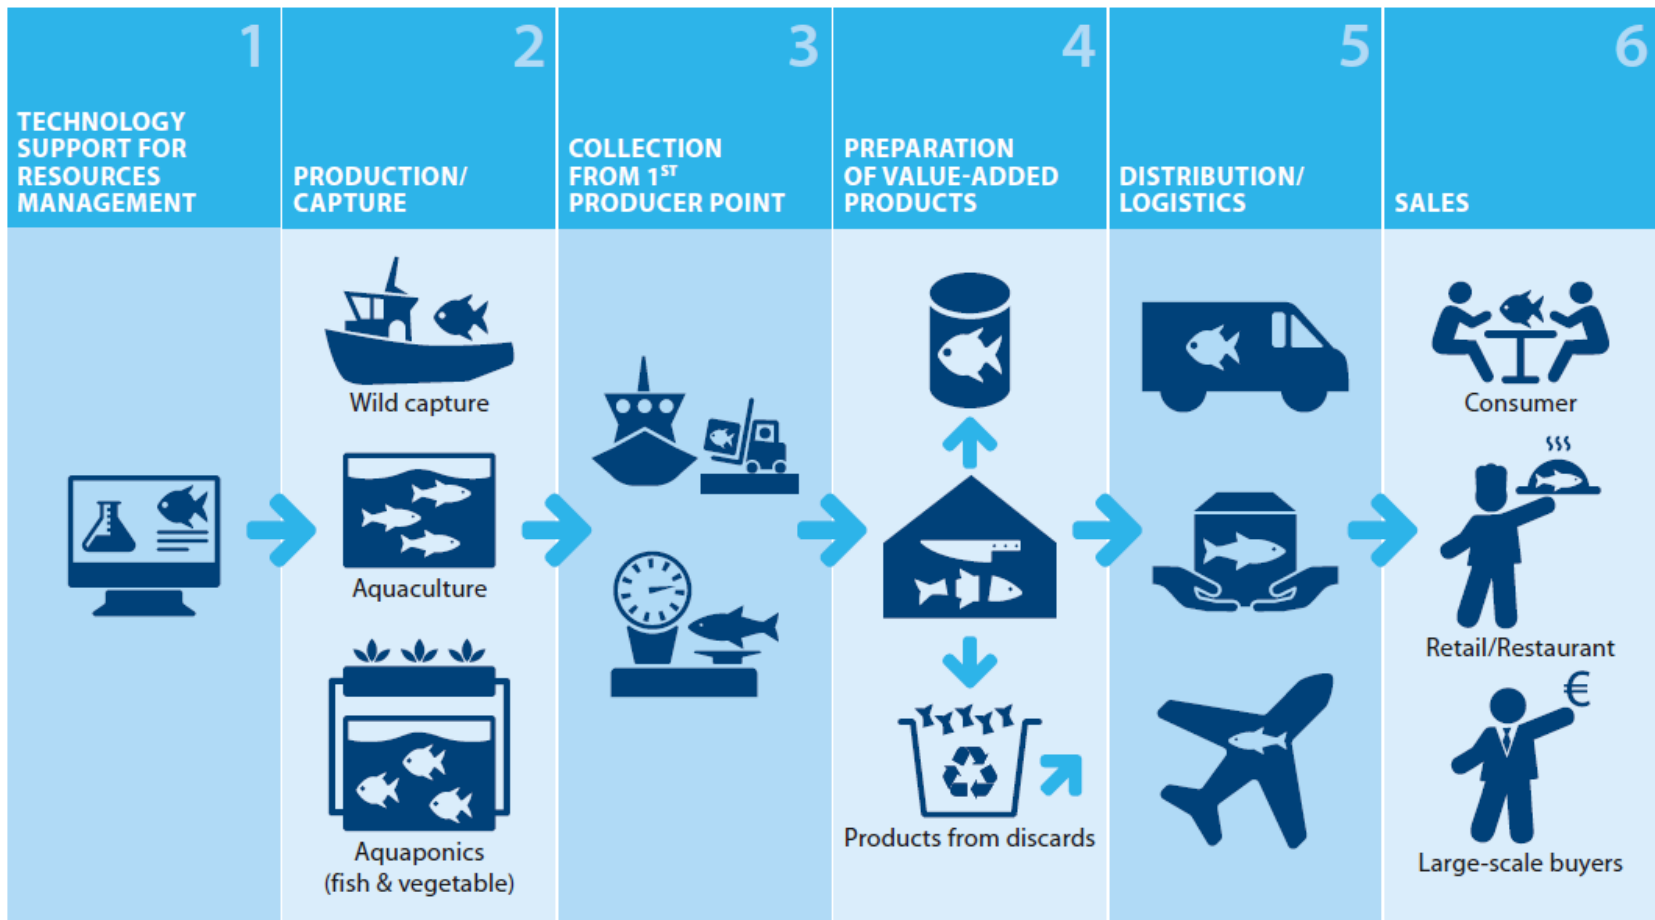 1
TECHNOLOGY
SUPPORT FOR
RESOURCES
MANAGEMENT
2
PRODUCTION/
CAPTURE
Wild capture
Aquaculture
Aquaponics
(fish & vegetable)
3
COLLECTION
FROM 1ST
PRODUCER POINT
4
PREPARATION
OF VALUE-ADDED
PRODUCTS
Products from discards
5
DISTRIBUTION/
LOGISTICS
6
SALES
Consumer
Retail/Restaurant
€
Large-scale buyers